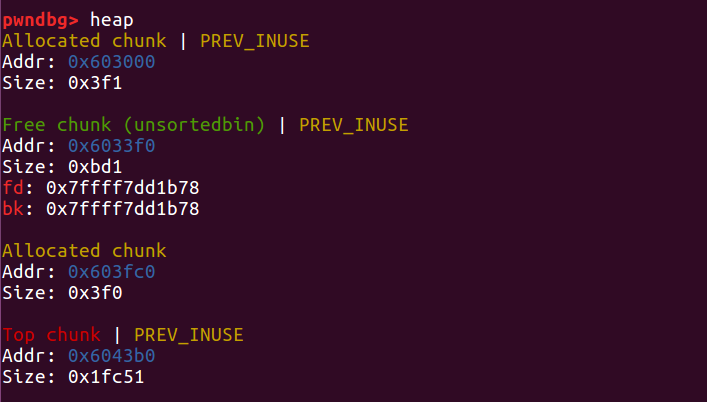 pwndbg> heap
Allocated chunk | PREV_INUSE
Addr: 0x603000
Size: 0x3f1
Free chunk (unsortedbin) | PREV_INUSE
Addr: 0x6033f0
Size: 0xbd1
fd: 0x7ffff7dd1b78
bk: 0x7ffff7dd1b78
Allocated chunk
Addr: 0x603fc0
Size: 0x3f0
Top chunk | PREV_INUSE
Addr: 0x6043b0
Size: 0x1fc51